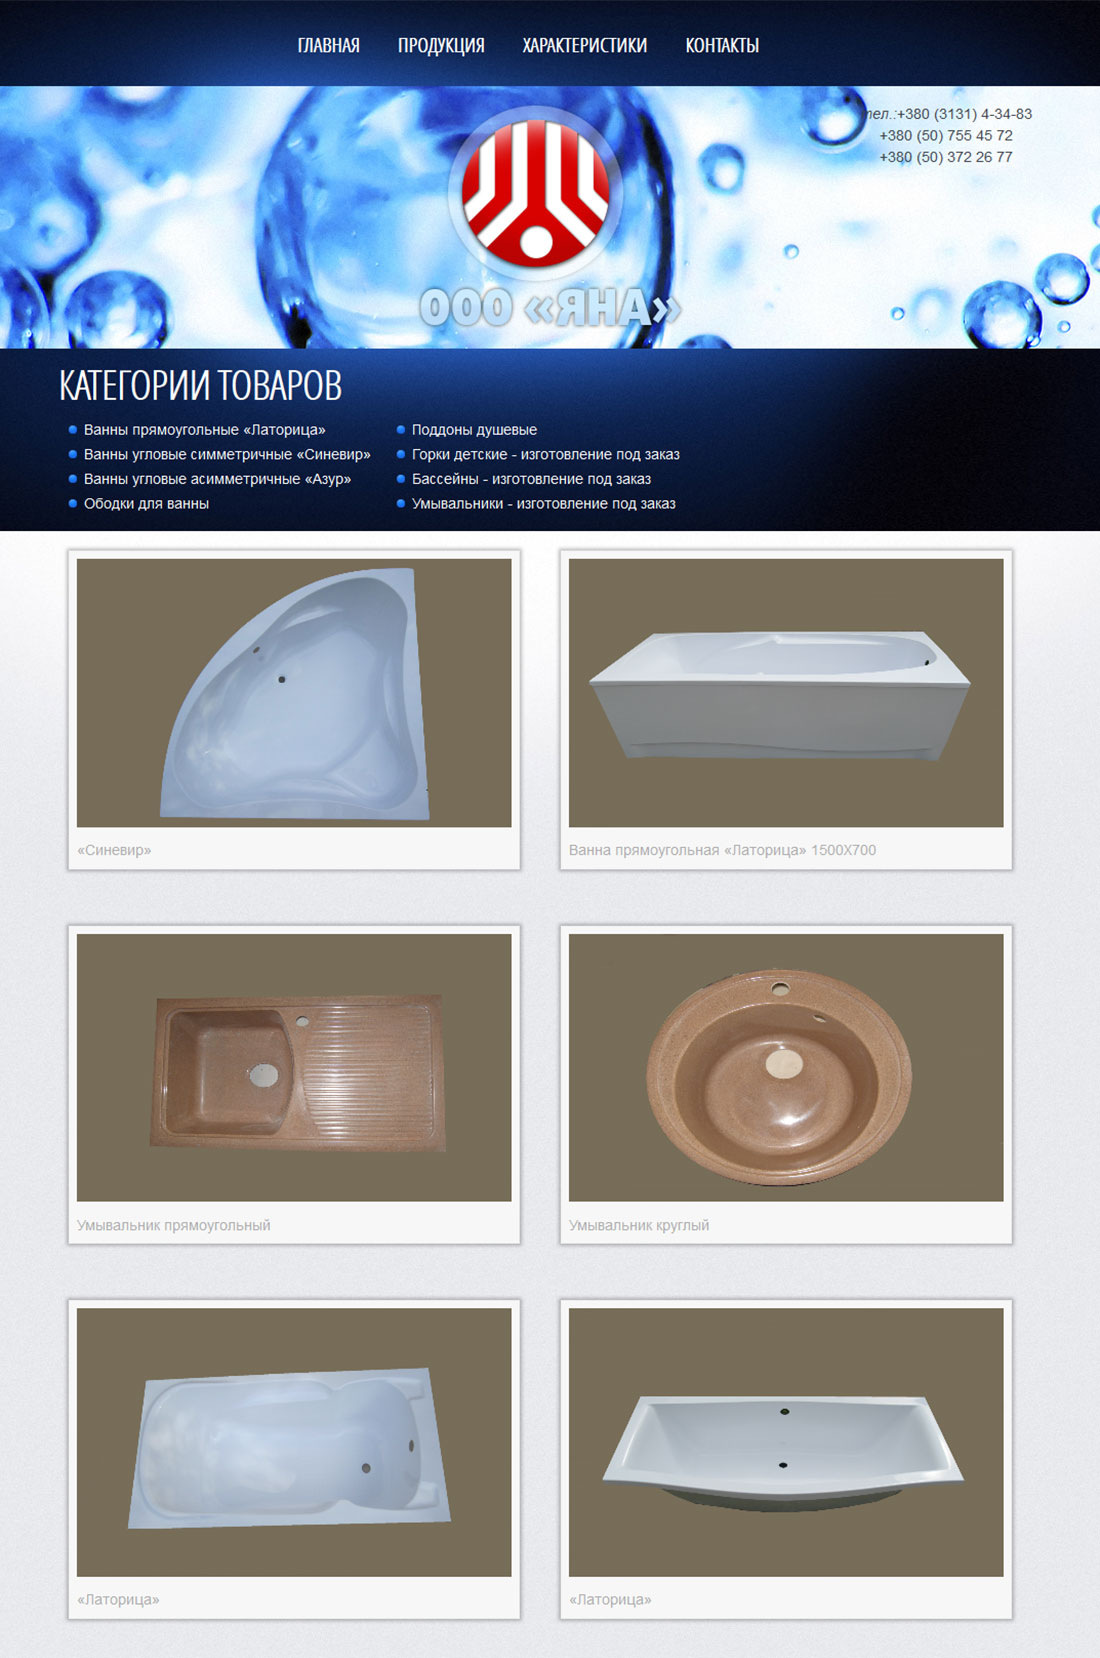 ГЛАВНАЯ ПРОДУКЦИЯ ХАРАКТЕРИСТИКИ КОНТАКТЫ
тел.:+380 (3131) 4-34-83
+380 (50) 755 45 72
+380 (50) 372 26 77
ООО «ЯНА»
КАТЕГОРИИ ТОВАРОВ
Ванны прямоугольные «Латорица»
Ванны угловые симметричные «Синевир»
Ванны угловые асимметричные «Азур»
Ободки для ванны
Поддоны душевые
Горки детские - изготовление под заказ
Бассейны - изготовление под заказ
Умывальники - изготовление под заказ
«Синевир»
Ванна прямоугольная «Латорица» 1500Х700
Умывальник прямоугольный
Умывальник круглый
«Латорица»
«Латорица»